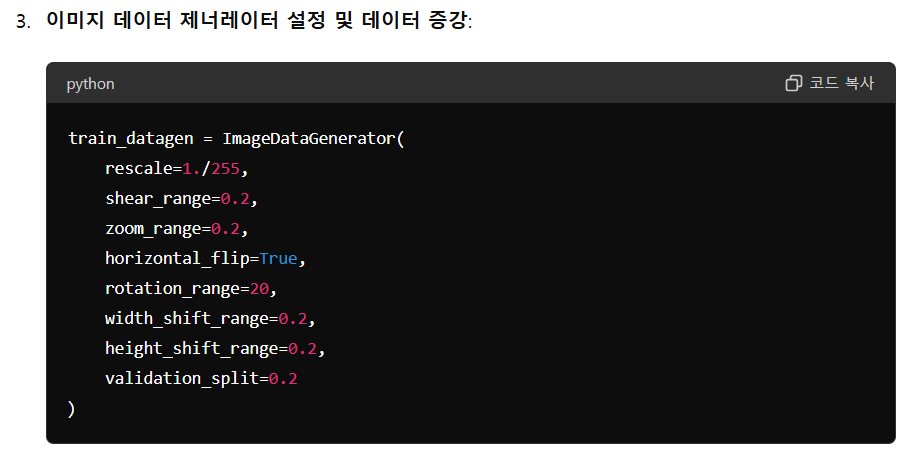 3. 이미지 데이터 제너레이터 설정 및 데이터 증강:
python 코드 복사
train_datagen = ImageDataGenerator(
    rescale=1./255,
    shear_range=0.2,
    zoom_range=0.2,
    horizontal_flip=True,
    rotation_range=20,
    width_shift_range=0.2,
    height_shift_range=0.2,
    validation_split=0.2
)